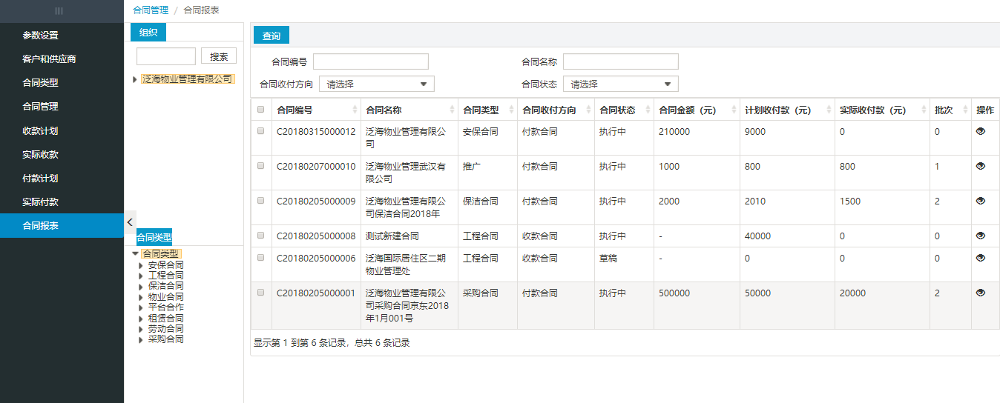 合同管理 / 合同报表
参数设置
客户和供应商
合同类型
合同管理
收款计划
实际收款
付款计划
实际付款
合同报表
组织
搜索
泛海物业管理有限公司
合同类型
合同类型
安保合同
工程合同
保洁合同
物业合同
平台合作
租赁合同
劳动合同
采购合同
查询
合同编号 合同名称
合同收付方向 请选择 合同状态 请选择
合同编号 合同名称 合同类型 合同收付方向 合同状态 合同金额（元） 计划收付款（元） 实际收付款（元） 批次 操作
C20180315000012 泛海物业管理有限公 安保合同 付款合同 执行中 210000 9000 0 0
司
C20180207000010 泛海物业管理武汉有 推广 付款合同 执行中 1000 800 800 1
限公司
C20180205000009 泛海物业管理有限公 保洁合同 付款合同 执行中 2000 2010 1500 2
司保洁合同2018年
C20180205000008 测试新建合同 工程合同 收款合同 执行中 - 40000 0 0
C20180205000006 泛海国际居住区二期 工程合同 收款合同 草稿 - 0 0 0
物业管理处
C20180205000001 泛海物业管理有限公 采购合同 付款合同 执行中 500000 50000 20000 2
司采购合同京东2018
年1月001号
显示第 1 到第 6 条记录，总共 6 条记录